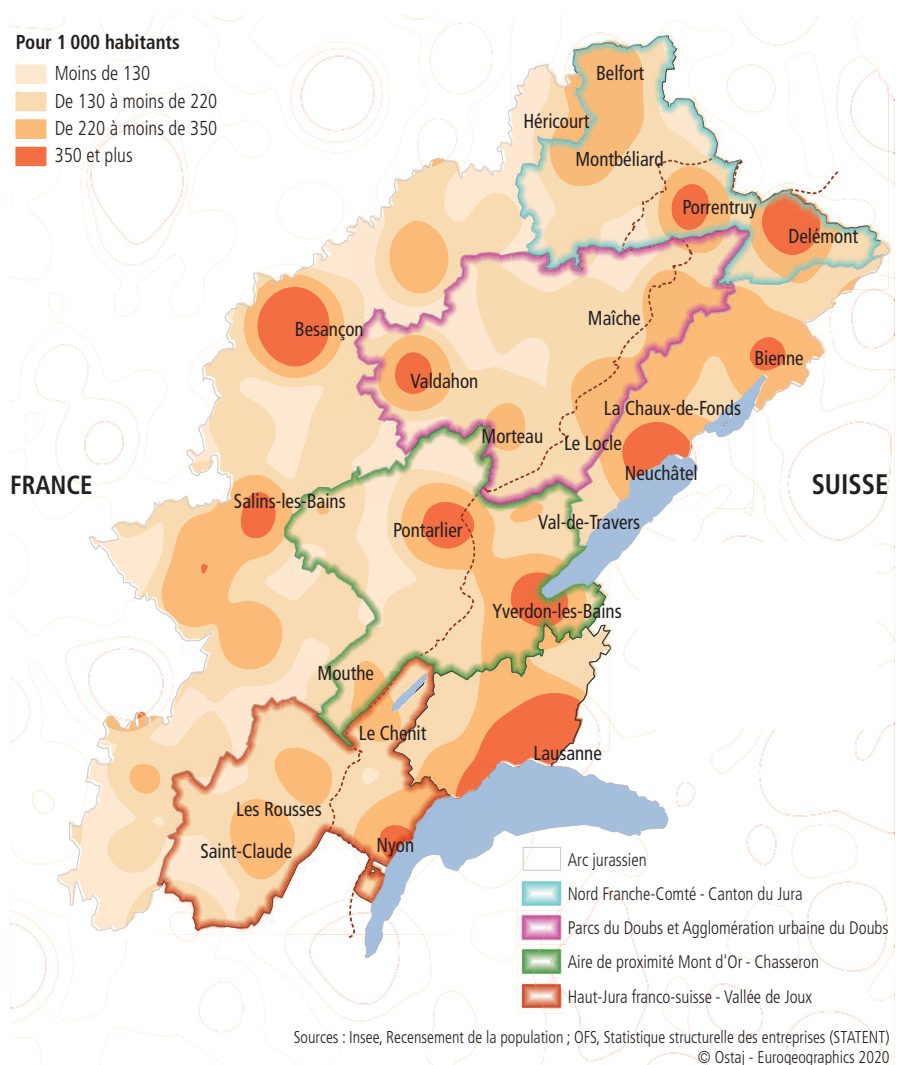 Pour 1 000 habitants
Moins de 130
De 130 à moins de 220
De 220 à moins de 350
350 et plus
Belfort
Héricourt
Montbéliard
Porrentruy
Delémont
Maîche
Besançon
Bienne
Valdahon
La Chaux-de-Fonds
Morteau
Le Locle
Neuchâtel
FRANCE
SUISSE
Salins-les-Bains
Val-de-Travers
Pontarlier
Yverdon-les-Bains
Mouthe
Le Chenit
Lausanne
Les Rousses
Saint-Claude
Nyon
Arc jurassien
Nord Franche-Comté - Canton du Jura
Parcs du Doubs et Agglomération urbaine du Doubs
Aire de proximité Mont d'Or - Chasseron
Haut-Jura franco-suisse - Vallée de Joux
Sources : Insee, Recensement de la population ; OFS, Statistique structurelle des entreprises (STATENT)
© Ostaj - Eurogeographics 2020